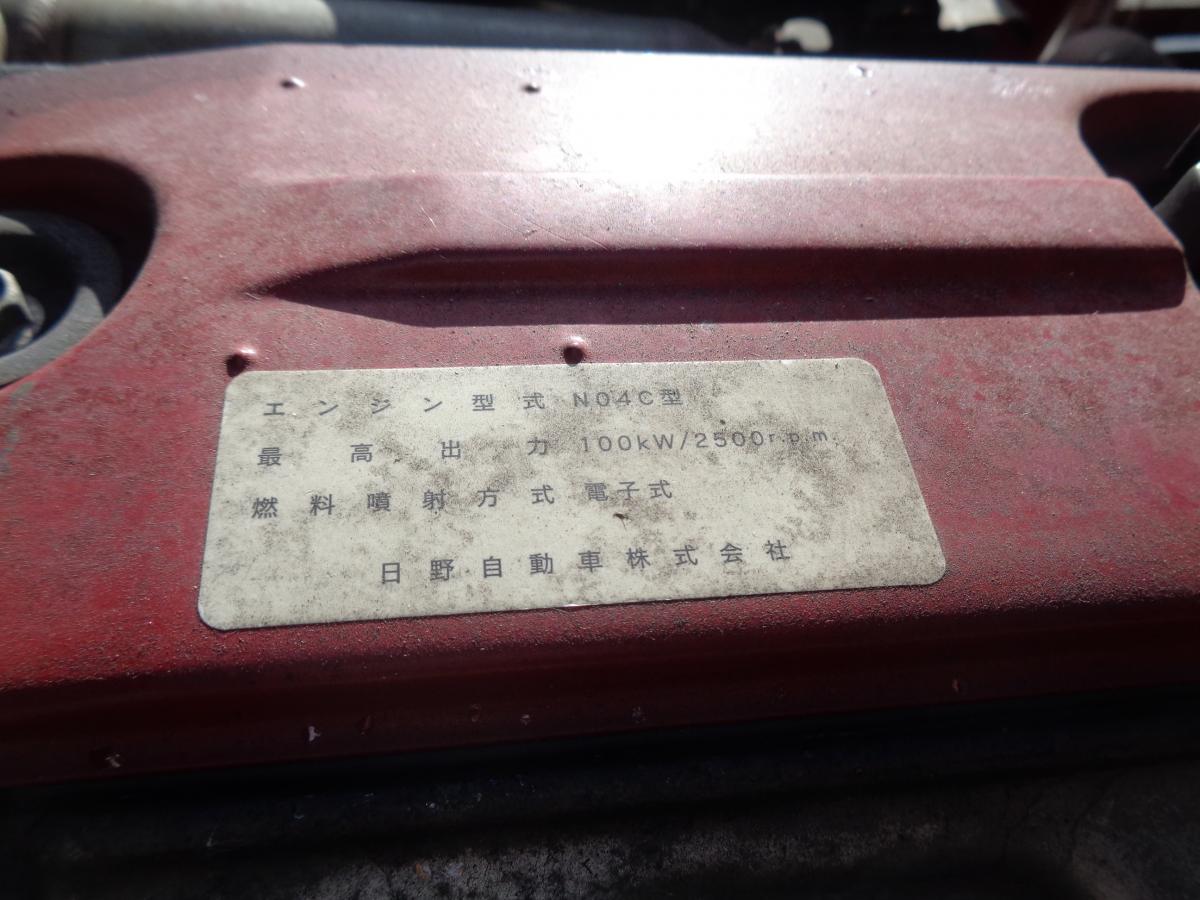 エンジン型式 N04C型
最高出力 100kW/2500r.p.m.
燃料噴射方式 電子式
日野自動車株式会社